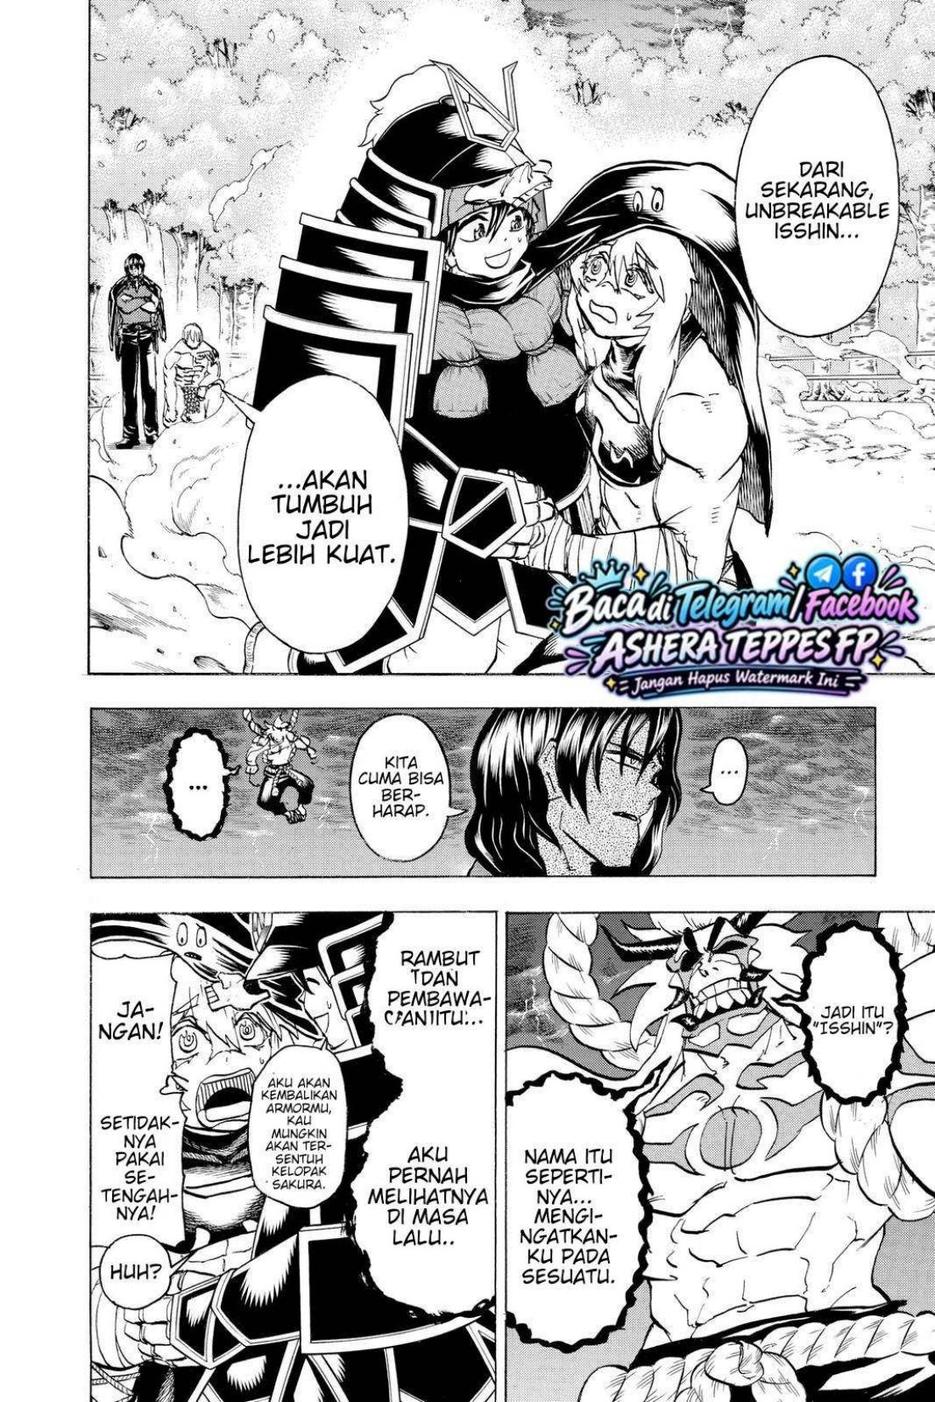 DARI
SEKARANG,
UNBREAKABLE
ISSHIN...
...AKAN
TUMBUH
JADI
LEBIH KUAT.
Baca di Telegram/Facebook
ASHERA TEPPES FP
Jangan Hapus Watermark Ini
...
KITA
CUMA BISA
BER-
HARAP.
...
JADI ITU
"ISSHIN"?
NAMA ITU
SEPERTI-
NYA...
MENGI-
NGATKAN-
KU PADA
SESUATU.
RAMBUT
DAN
PEMBAWA-
AKU
PERNAH
MELIHATNYA
DI MASA
LALU..
JA-
NGAN!
AKU AKAN
KEMBALIKAN
ARMORMU,
KAU
MUNGKIN
AKAN TER-
SENTUH
KELOPAK
SAKURA.
SETIDAK-
NYA
PAKAI
SE-
TENGAH-
NYA!
HUH?